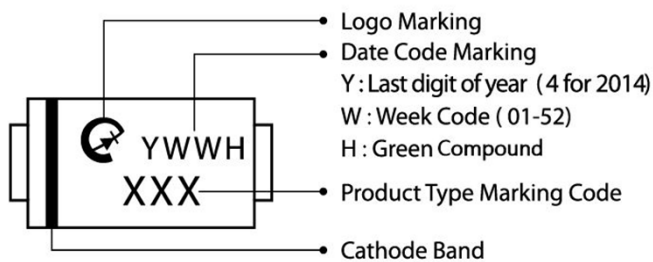 Logo Marking
Date Code Marking
Y : Last digit of year ( 4 for 2014)
W : Week Code ( 01-52)
H : Green Compound
YWWH
XXX
Product Type Marking Code
Cathode Band